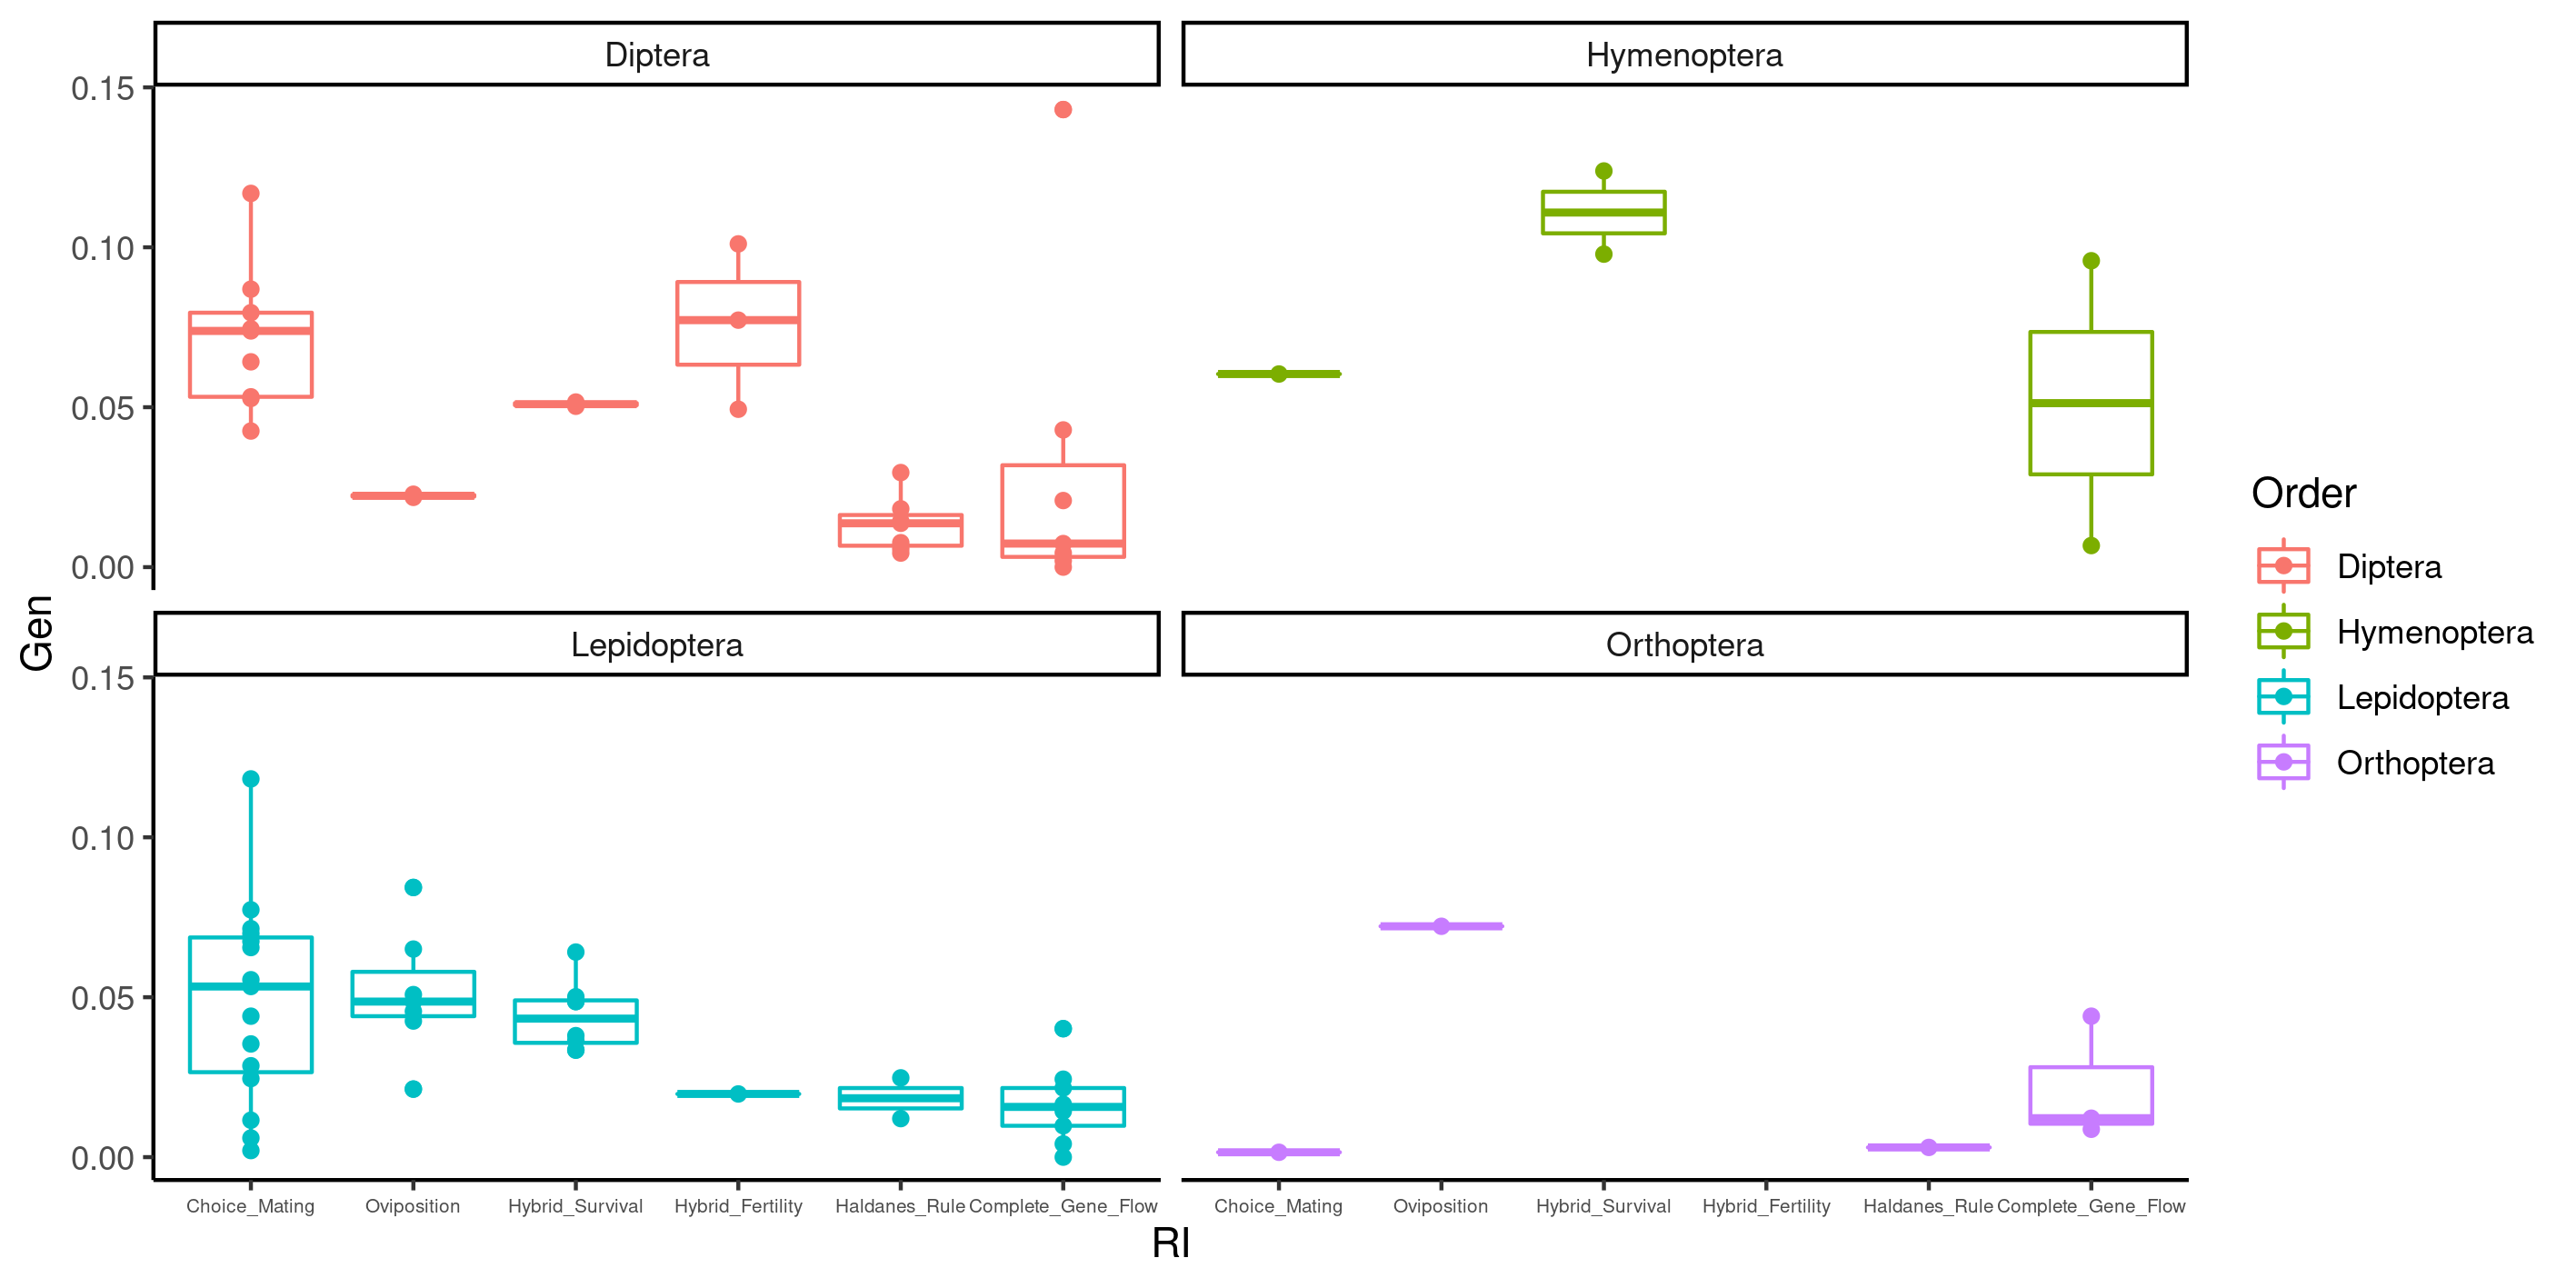 Diptera
Hymenoptera
0.15
0.10
0.05
0.00
Gen
Lepidoptera
Orthoptera
0.15
0.10
0.05
0.00
Choice_Mating Oviposition Hybrid_Survival Hybrid_Fertility Haldanes_Rule Complete_Gene_Flow
Choice_Mating Oviposition Hybrid_Survival Hybrid_Fertility Haldanes_Rule Complete_Gene_Flow
RI
Order
Diptera
Hymenoptera
Lepidoptera
Orthoptera